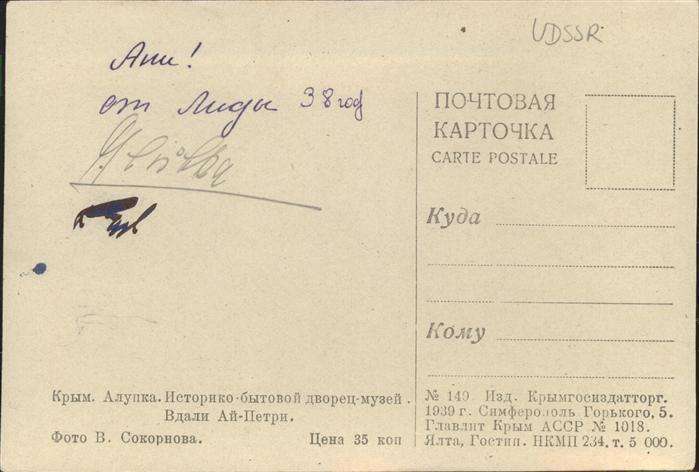 UDSSR
Ани!
от Лиды 38 год
ПОЧТОВАЯ
КАРТОЧКА
CARTE POSTALE
Куда
Кому
Крым. Алупка. Историко-бытовой дворец-музей.
Вдали Ай-Петри.
Фото В. Сокорнова. Цена 35 коп
№ 149 Изд. Крымгосиздатторг.
1939 г. Симферополь Горького, 5.
Главлит Крым АССР № 1018.
Ялта, Гостип. НКМП 234. т. 5 000.